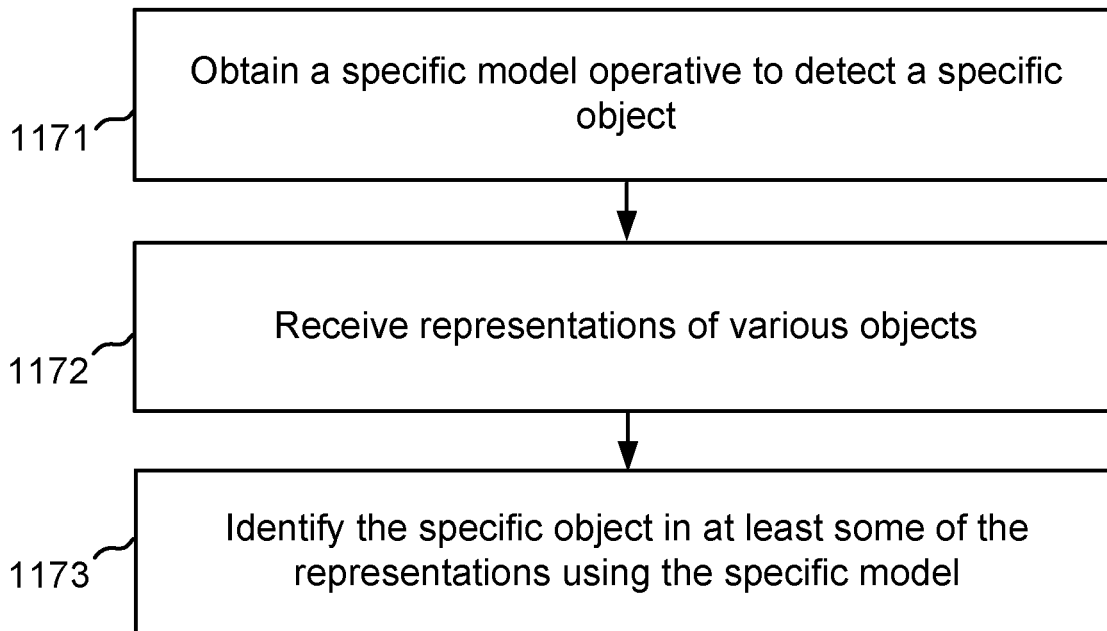 Obtain a specific model operative to detect a specific
object
1171
Receive representations of various objects
1172
Identify the specific object in at least some of the
representations using the specific model
1173